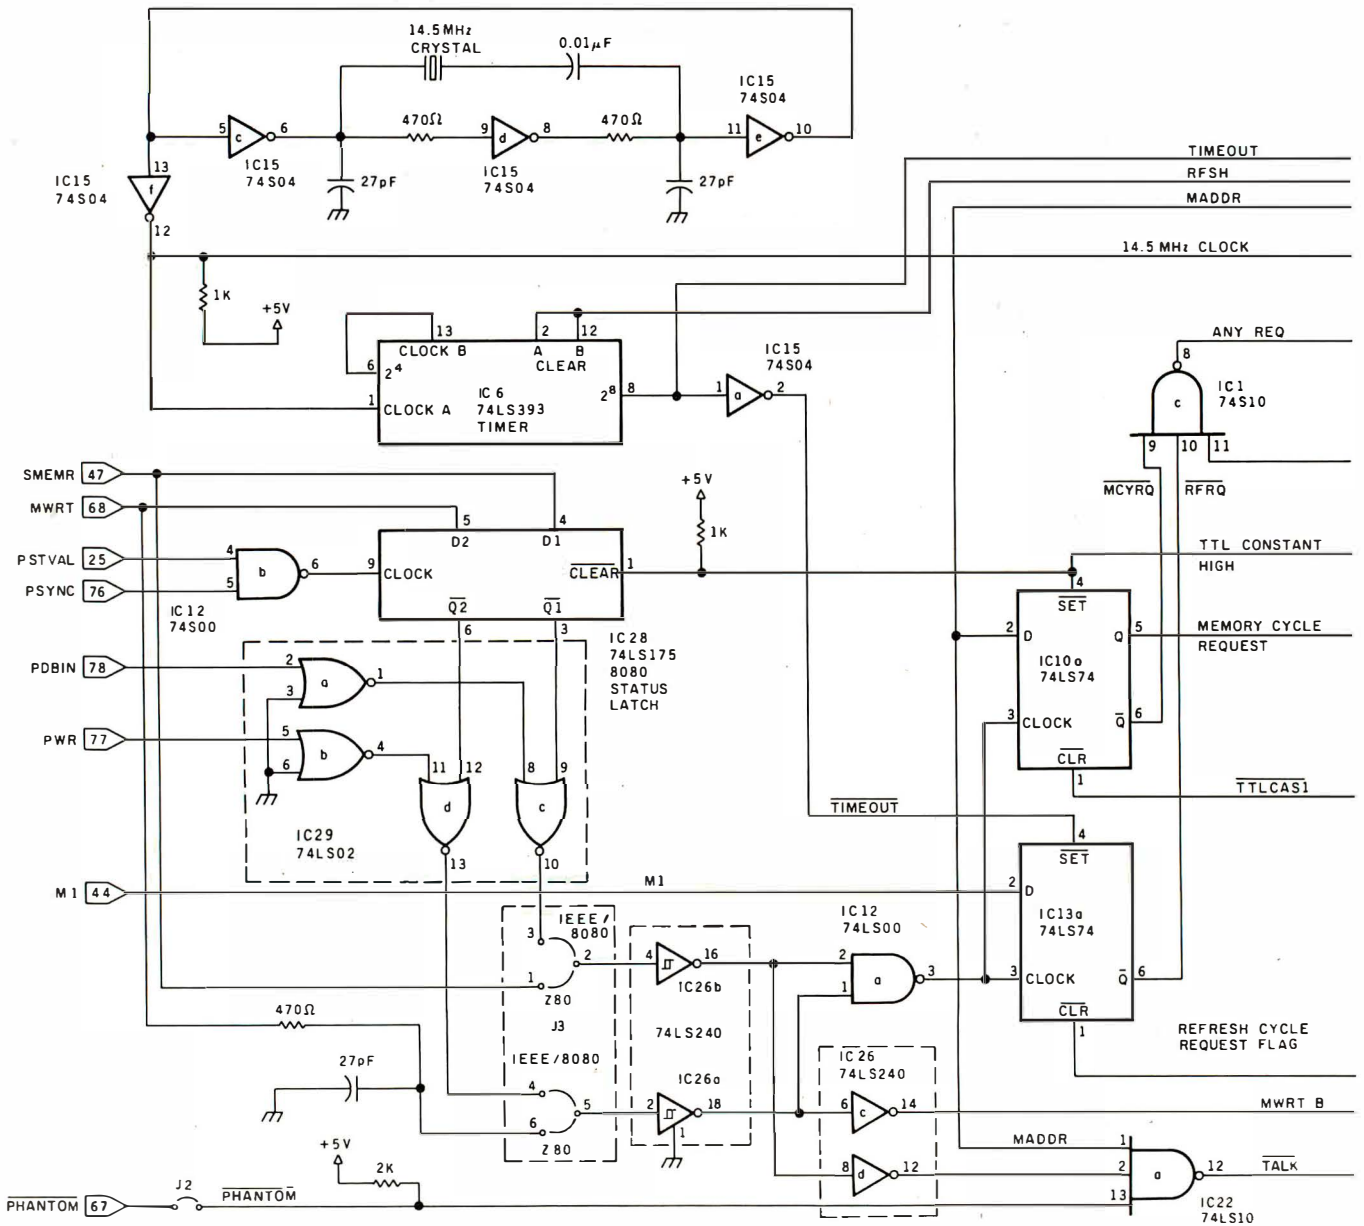 14.5MHz
CRYSTAL
0.01µF
IC15
74S04
5
c
6
470Ω
9
d
8
470Ω
11
e
10
IC15
74S04
IC15
74S04
27pF
27pF
13
IC15
74S04
f
12
TIMEOUT
RFSH
MADDR
14.5MHz CLOCK
1K
+5V
13
2
12
CLOCK B
A
B
CLEAR
6
2⁴
IC6
74LS393
TIMER
2⁸
8
1
CLOCK A
IC15
74S04
1
a
2
ANY REQ
8
IC1
74S10
c
9
10
11
MCYRQ
RFRQ
SMEMR 47
MWRT 68
+5V
1K
5
4
D2
D1
PSTVAL 25
4
b
6
9
CLOCK
CLEAR
1
PSYNC 76
5
IC12
74S00
Q2
Q1
6
3
TTL CONSTANT
HIGH
4
SET
2
D
Q
5
MEMORY CYCLE
REQUEST
IC10a
74LS74
3
CLOCK
Q
6
CLR
1
TTLCAS1
IC28
74LS175
8080
STATUS
LATCH
PDBIN 78
2
a
1
3
PWR 77
5
b
4
6
11
12
8
9
d
c
IC29
74LS02
13
10
TIMEOUT
4
SET
M1 44
M1
2
D
IC13a
74LS74
3
CLOCK
Q
6
CLR
1
IEEE/
8080
3
2
1
Z80
J3
4
16
IC26b
74LS240
IC12
74LS00
2
1
a
3
REFRESH CYCLE
REQUEST FLAG
470Ω
27pF
IEEE/8080
4
5
6
Z80
IC26a
2
18
1
IC26
74LS240
6
c
14
MWRT B
8
d
12
MADDR
1
2
13
a
12
TALK
IC22
74LS10
+5V
2K
PHANTOM 67
J2
PHANTOM